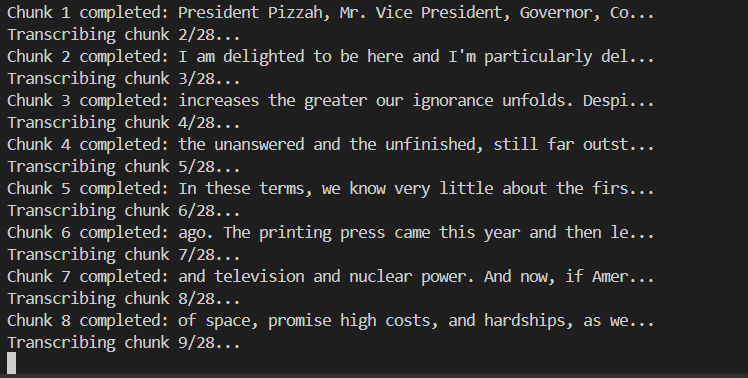 Chunk 1 completed: President Pizzah, Mr. Vice President, Governor, Co...
Transcribing chunk 2/28...
Chunk 2 completed: I am delighted to be here and I'm particularly del...
Transcribing chunk 3/28...
Chunk 3 completed: increases the greater our ignorance unfolds. Despi...
Transcribing chunk 4/28...
Chunk 4 completed: the unanswered and the unfinished, still far outst...
Transcribing chunk 5/28...
Chunk 5 completed: In these terms, we know very little about the firs...
Transcribing chunk 6/28...
Chunk 6 completed: ago. The printing press came this year and then le...
Transcribing chunk 7/28...
Chunk 7 completed: and television and nuclear power. And now, if Amer...
Transcribing chunk 8/28...
Chunk 8 completed: of space, promise high costs, and hardships, as we...
Transcribing chunk 9/28...